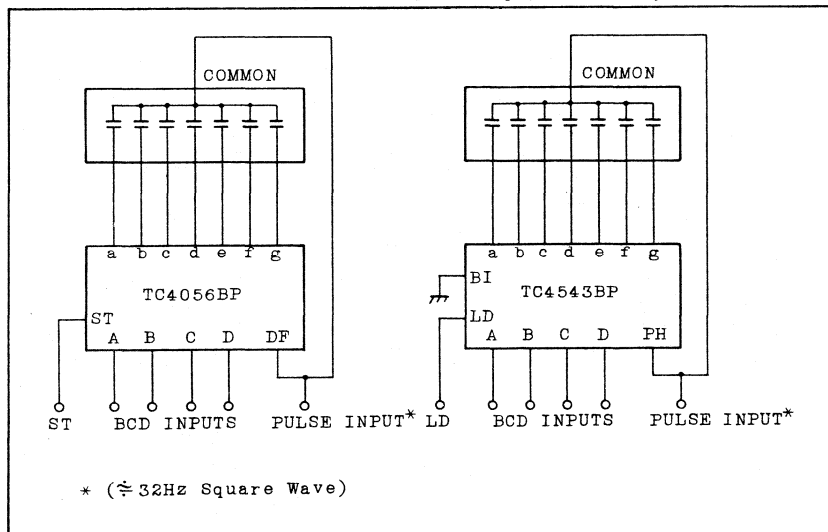 COMMON COMMON
a b c d e f g a b c d e f g
BI
TC4056BP TC4543BP
ST LD
A B C D DF A B C D PH
ST BCD INPUTS PULSE INPUT* LD BCD INPUTS PULSE INPUT*
* (≒32Hz Square Wave)